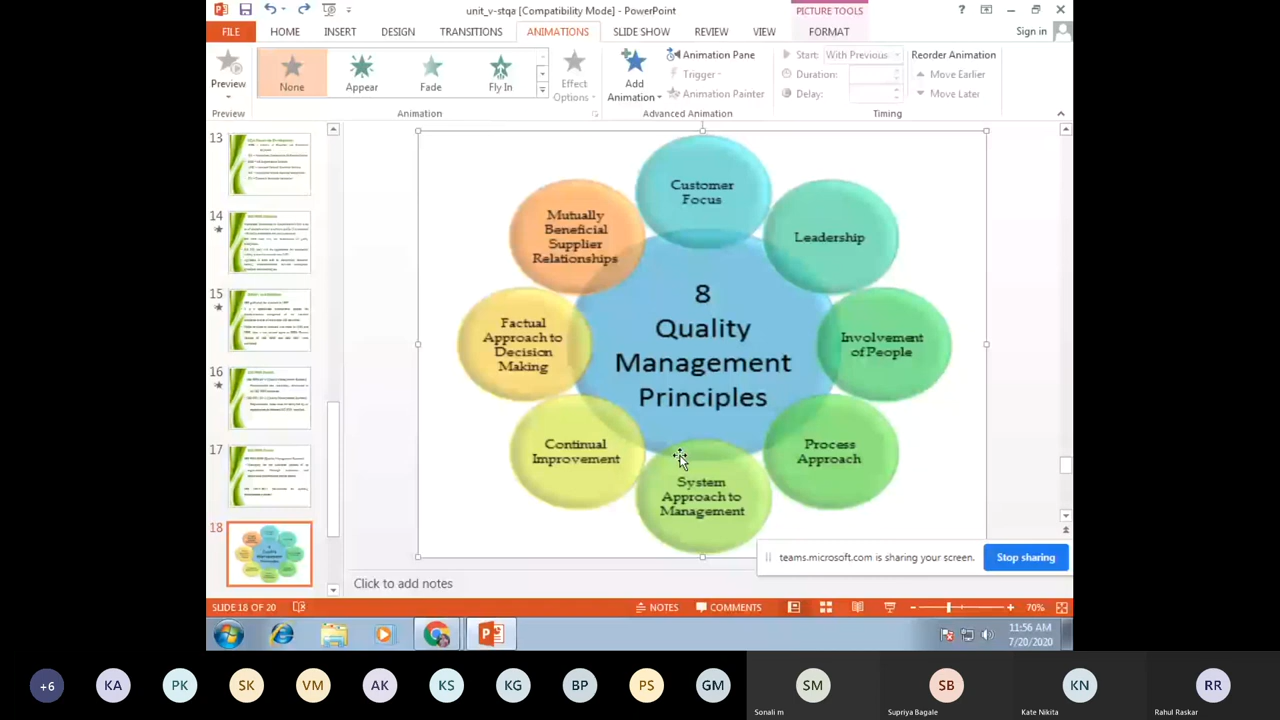 unit_v-stqa [Compatibility Mode] - PowerPoint
PICTURE TOOLS
?
FILE
HOME
INSERT
DESIGN
TRANSITIONS
ANIMATIONS
SLIDE SHOW
REVIEW
VIEW
FORMAT
Sign in
Preview
None
Appear
Fade
Fly In
Effect
Options
Add
Animation
Animation Pane
Trigger
Animation Painter
Start: With Previous
Duration:
Delay:
Reorder Animation
Move Earlier
Move Later
Preview
Animation
Advanced Animation
Timing
13
14
15
16
17
18
Customer
Focus
Leadership
Involvement
of People
Process
Approach
System
Approach to
Management
Continual
Improvement
Factual
Approach to
Decision
Making
Mutually
Beneficial
Supplier
Relationships
8
Quality
Management
Principles
teams.microsoft.com is sharing your screen.
Stop sharing
Click to add notes
SLIDE 18 OF 20
NOTES
COMMENTS
70%
11:56 AM
7/20/2020
+6
KA
PK
SK
VM
AK
KS
KG
BP
PS
GM
SM
SB
KN
RR
Sonali m
Supriya Bagale
Kate Nikita
Rahul Raskar